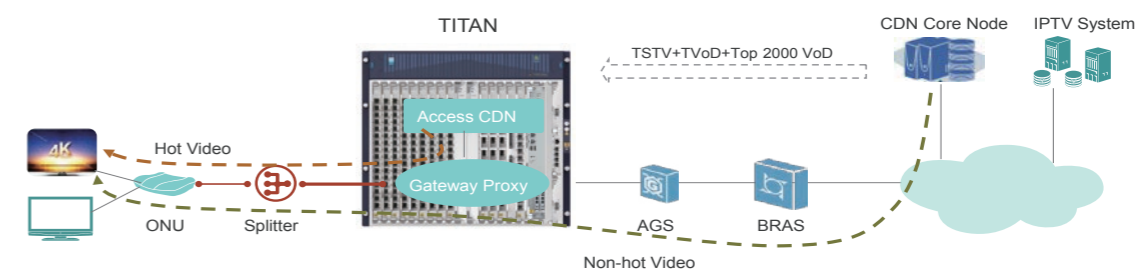 TITAN
CDN Core Node
IPTV System
TSTV+TVoD+Top 2000 VoD
Access CDN
4K
Hot Video
Gateway Proxy
ONU
Splitter
AGS
BRAS
Non-hot Video